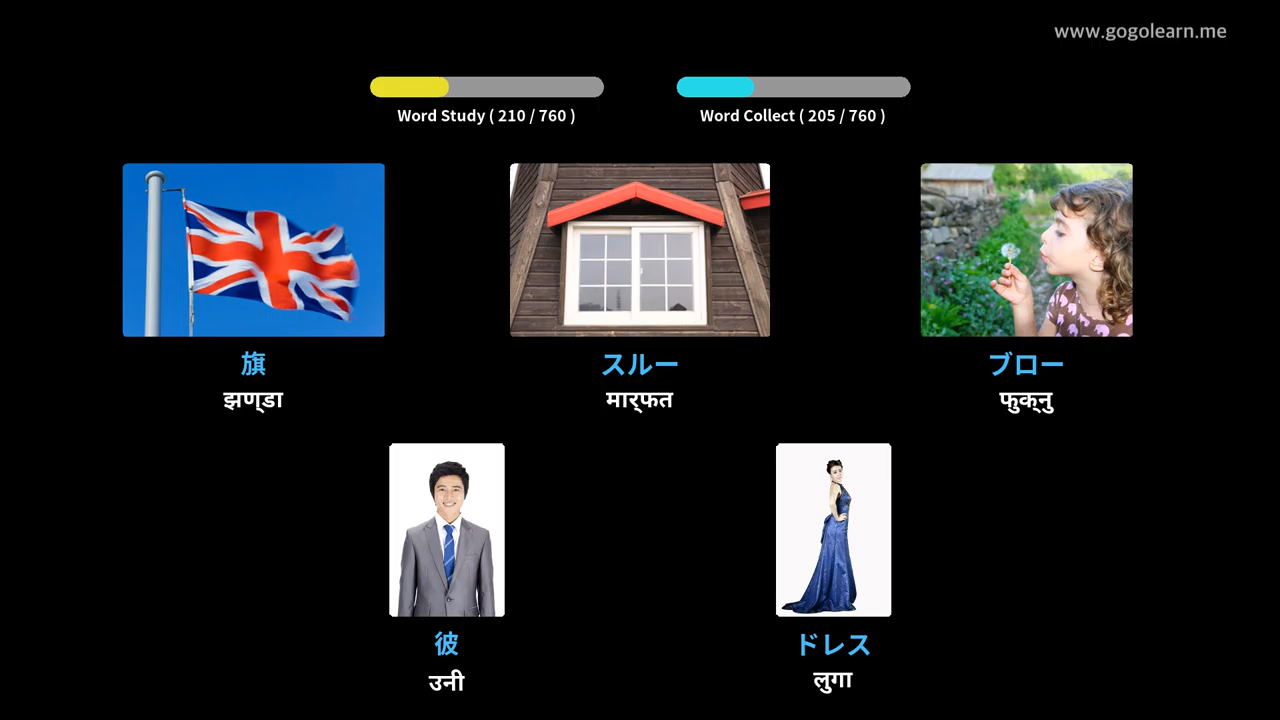 www.gogolearn.me
Word Study ( 210 / 760 )
Word Collect ( 205 / 760 )
旗
झण्डा
スルー
मार्फत
ブロー
फुक्नु
彼
उनी
ドレス
लुगा